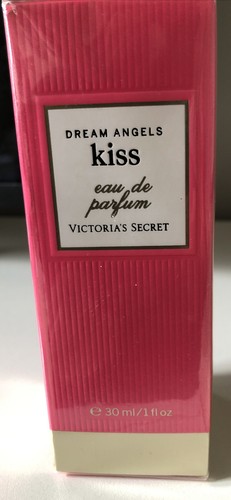 DREAM ANGELS
kiss
eau de
parfum
VICTORIA'S SECRET
℮ 30 ml/1 fl oz